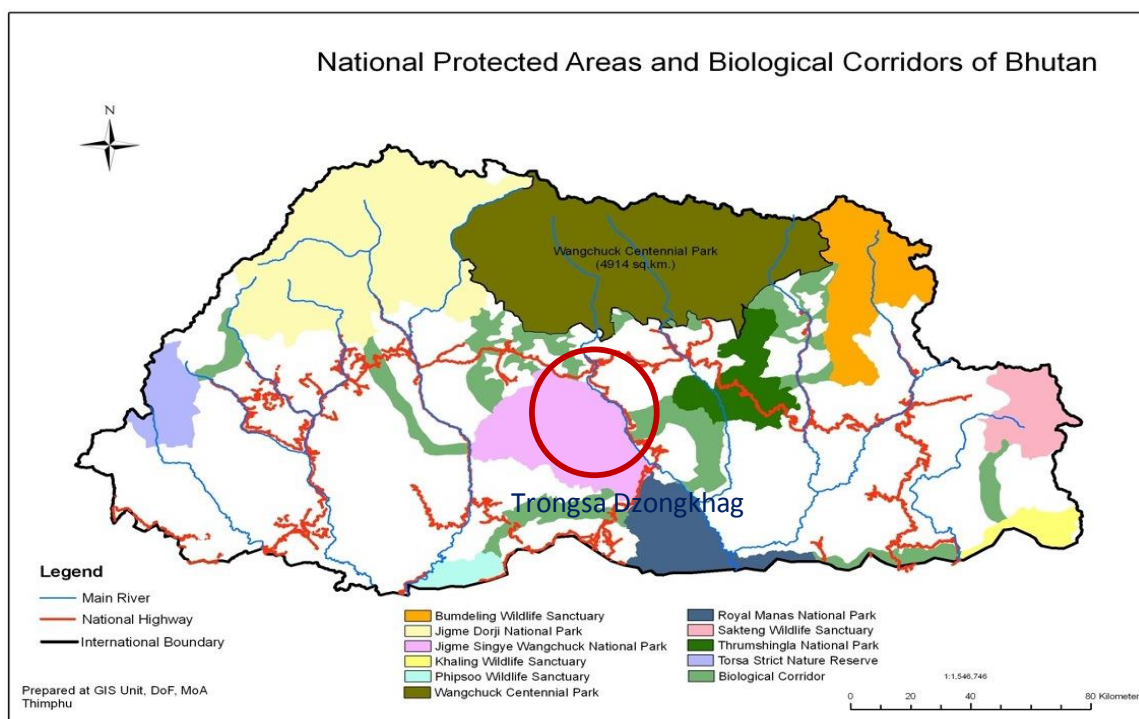 National Protected Areas and Biological Corridors of Bhutan
N
Wangchuck Centennial Park
(4914 sq.km.)
Trongsa Dzongkhag
Legend
Main River
National Highway
International Boundary
Bumdeling Wildlife Sanctuary
Jigme Dorji National Park
Jigme Singye Wangchuck National Park
Khaling Wildlife Sanctuary
Phipsoo Wildlife Sanctuary
Wangchuck Centennial Park
Royal Manas National Park
Sakteng Wildlife Sanctuary
Thrumshingla National Park
Torsa Strict Nature Reserve
Biological Corridor
Prepared at GIS Unit, DoF, MoA
Thimphu
1:1,546,746
0 20 40 80 Kilometer